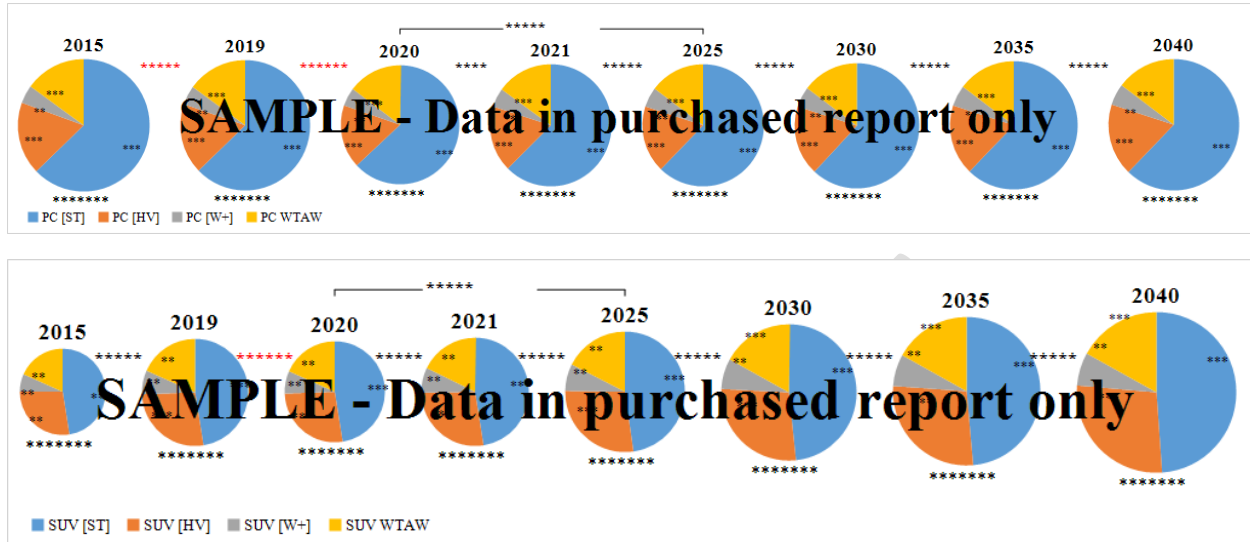 *****
2015 2019 2020 2021 2025 2030 2035 2040
***** ****** **** ***** ***** ***** *****
*** *** *** *** *** *** *** ***
SAMPLE - Data in purchased report only
** ** ** ** ** ** ** **
*** *** *** *** *** *** *** ***
*** *** *** *** *** *** *** ***
******* ******* ******* ******* ******* ******* ******* *******
PC [ST] PC [HV] PC [W+] PC WTAW
*****
2015 2019 2020 2021 2025 2030 2035 2040
***** ****** ***** ***** ***** ***** *****
** ** ** ** ** *** *** ***
SAMPLE - Data in purchased report only
******* ******* ******* ******* ******* ******* ******* *******
SUV [ST] SUV [HV] SUV [W+] SUV WTAW